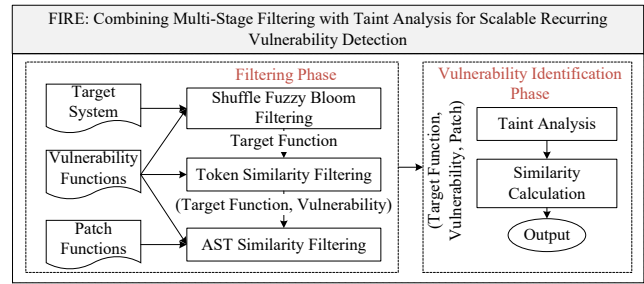 FIRE: Combining Multi-Stage Filtering with Taint Analysis for Scalable Recurring
Vulnerability Detection
Filtering Phase
Target
System
Vulnerability
Functions
Patch
Functions
Shuffle Fuzzy Bloom
Filtering
Target Function
Token Similarity Filtering
(Target Function, Vulnerability)
AST Similarity Filtering
(Target Function,
Vulnerability, Patch)
Vulnerability Identification
Phase
Taint Analysis
Similarity
Calculation
Output